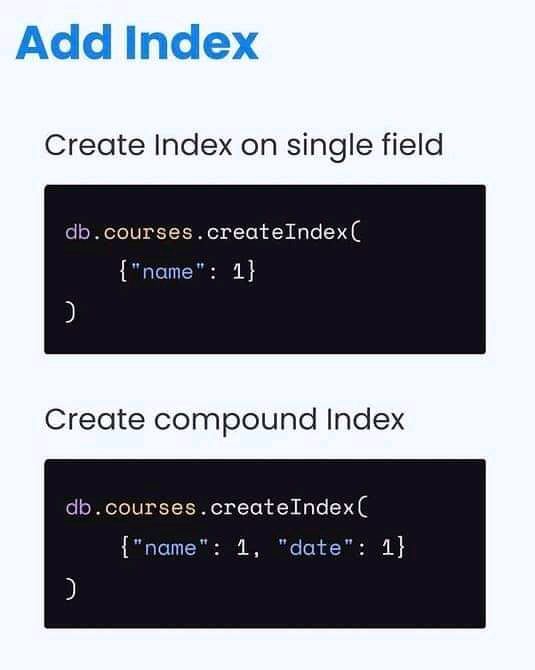 Add Index
Create Index on single field
db.courses.createIndex(
{"name": 1}
)
Create compound Index
db.courses.createIndex(
{"name": 1, "date": 1}
)